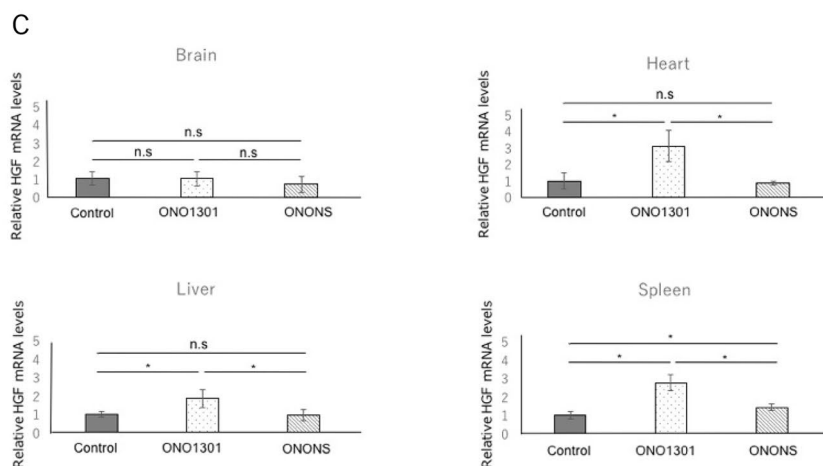 C
Brain
Relative HGF mRNA levels
5
4
3
2
1
0
n.s
n.s
n.s
Control
ONO1301
ONONS
Heart
Relative HGF mRNA levels
5
4
3
2
1
0
n.s
*
*
Control
ONO1301
ONONS
Liver
Relative HGF mRNA levels
5
4
3
2
1
0
n.s
*
*
Control
ONO1301
ONONS
Spleen
Relative HGF mRNA levels
5
4
3
2
1
0
*
*
*
Control
ONO1301
ONONS